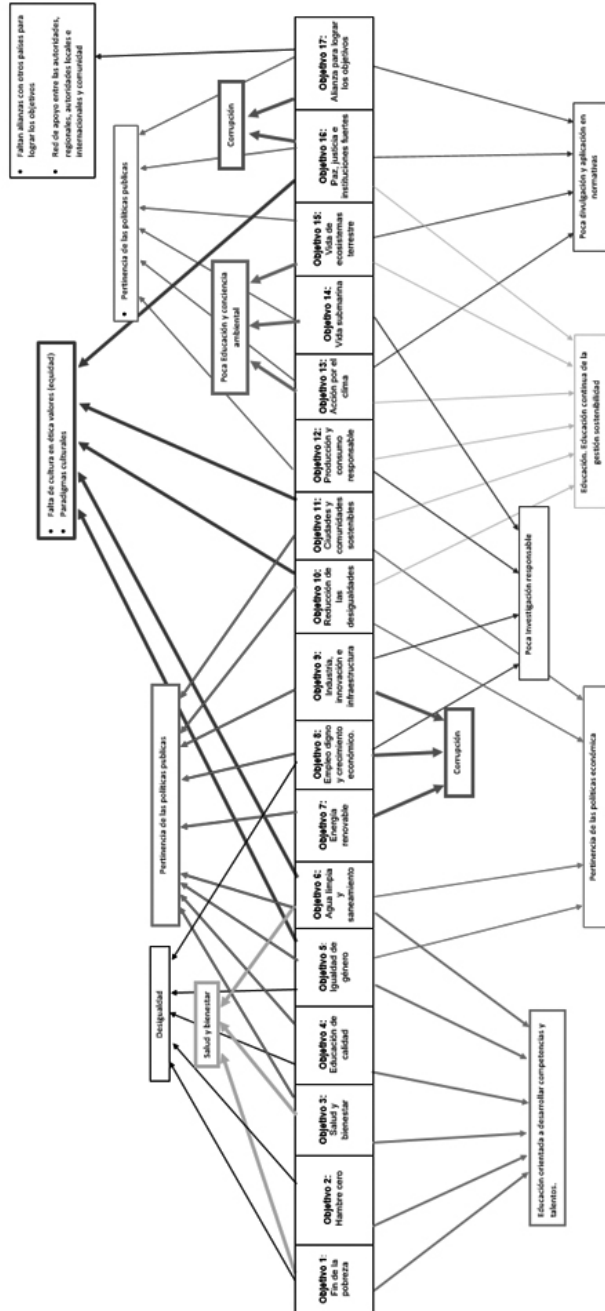 • Faltan alianzas con otros países para
lograr los objetivos
• Red de apoyo entre las autoridades,
regionales, autoridades locales e
internacionales y comunidad
• Falta de cultura en ética valores (equidad)
• Paradigmas culturales
• Pertinencia de las politicas publicas
Corrupción
Pertinencia de las politicas publicas
Desigualdad
Salud y bienestar
Poca Educación y conciencia
ambiental
Objetivo 1:
Fin de la
pobreza
Objetivo 2:
Hambre cero
Objetivo 3:
Salud y
bienestar
Objetivo 4:
Educación de
calidad
Objetivo 5:
Igualdad de
género
Objetivo 6:
Agua limpia
y
saneamiento
Objetivo 7:
Energía
renovable
Objetivo 8:
Empleo digno
y crecimiento
económico.
Objetivo 9:
Industria,
innovación e
infraestructura
Objetivo 10:
Reducción de
las
desigualdades
Objetivo 11:
Ciudades y
comunidades
sostenibles
Objetivo 12:
Producción y
consumo
responsable
Objetivo 13:
Acción por el
clima
Objetivo 14:
Vida submarina
Objetivo 15:
Vida de
ecosistemas
terrestre
Objetivo 16:
Paz, justicia e
instituciones fuertes
Objetivo 17:
Alianza para lograr
los objetivos
Corrupción
Educación orientada a desarrollar competencias y
talentos.
Poca investigación responsable
Pertinencia de las políticas económica
Educación. Educación continua de la
gestión sostenibilidad
Poca divulgación y aplicación en
normativas